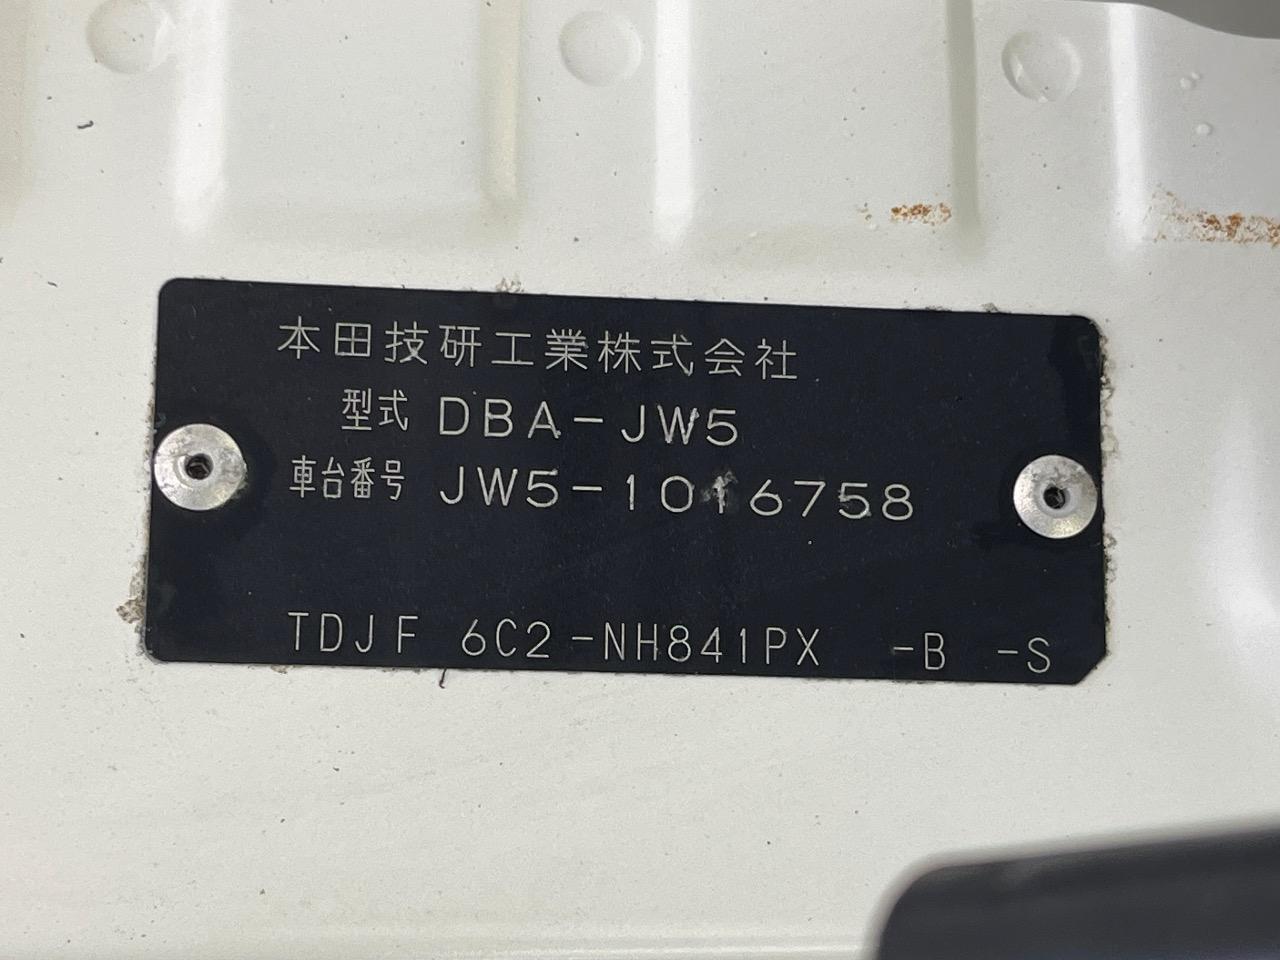 本田技研工業株式会社
型式 DBA-JW5
車台番号 JW5-1016758
TDJF 6C2-NH841PX -B -S